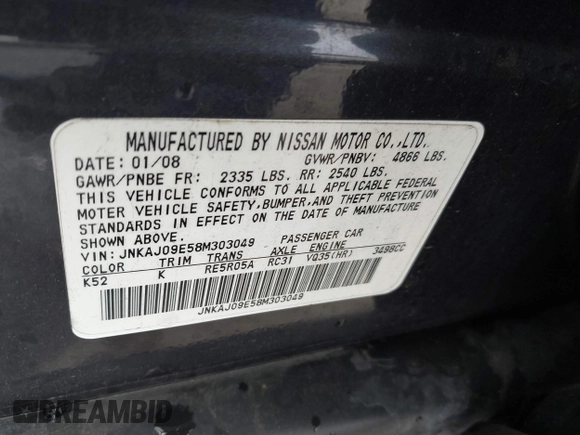 MANUFACTURED BY NISSAN MOTOR CO.,LTD.
DATE: 01/08 GVWR/PNBV: 4866 LBS.
GAWR/PNBE FR: 2335 LBS. RR: 2540 LBS.
THIS VEHICLE CONFORMS TO ALL APPLICABLE FEDERAL
MOTER VEHICLE SAFETY,BUMPER,AND THEFT PREVENTION
STANDARDS IN EFFECT ON THE DATE OF MANUFACTURE
SHOWN ABOVE.
VIN: JNKAJ09E58M303049 PASSENGER CAR
COLOR TRIM TRANS AXLE ENGINE
K52 K RE5R05A RC31 VQ35(HR) 3498CC
JNKAJ09E58M303049
BREAMBID